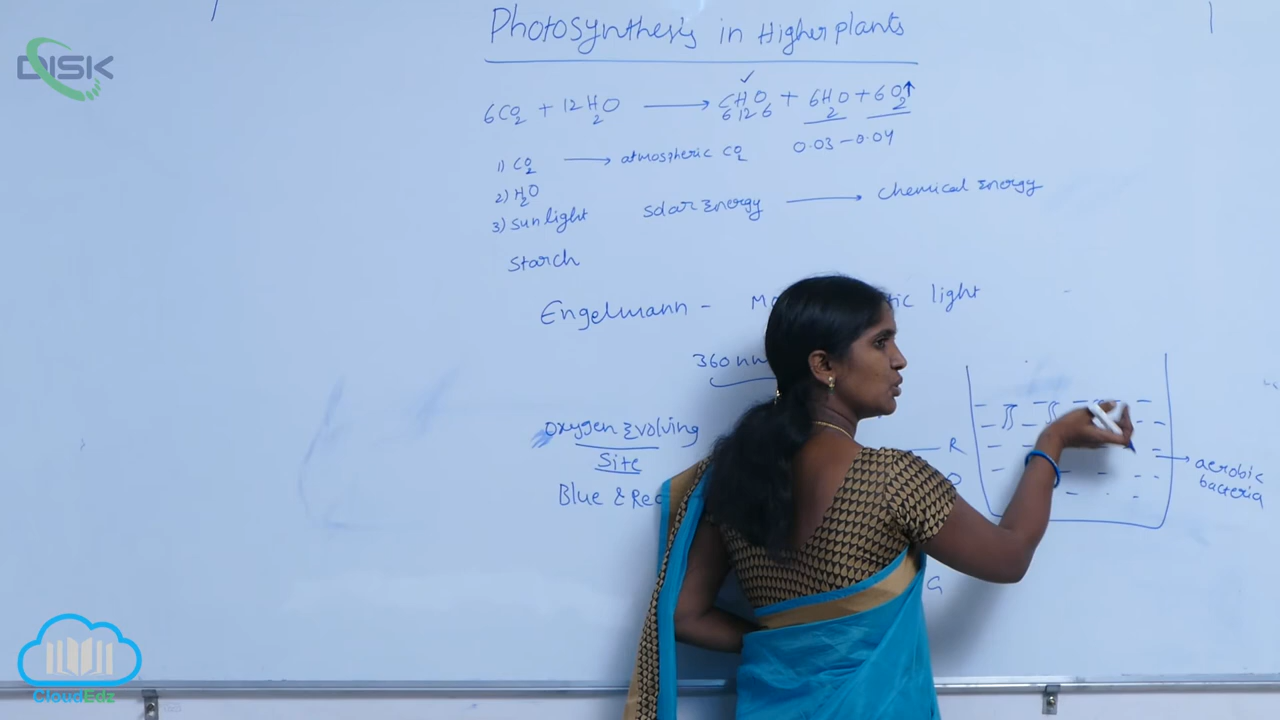 DISK
Photosynthesis in Higher plants
6CO2 + 12H2O → C6H12O6 + 6H2O + 6O2↑
0.03 - 0.04
1) CO2 → atmospheric CO2
2) H2O
3) sunlight solar Energy → chemical Energy
starch
Engelmann - light
360 nm
oxygen Evolving
Site
Blue & Red
R
O
G
aerobic
bacteria
CloudEdz